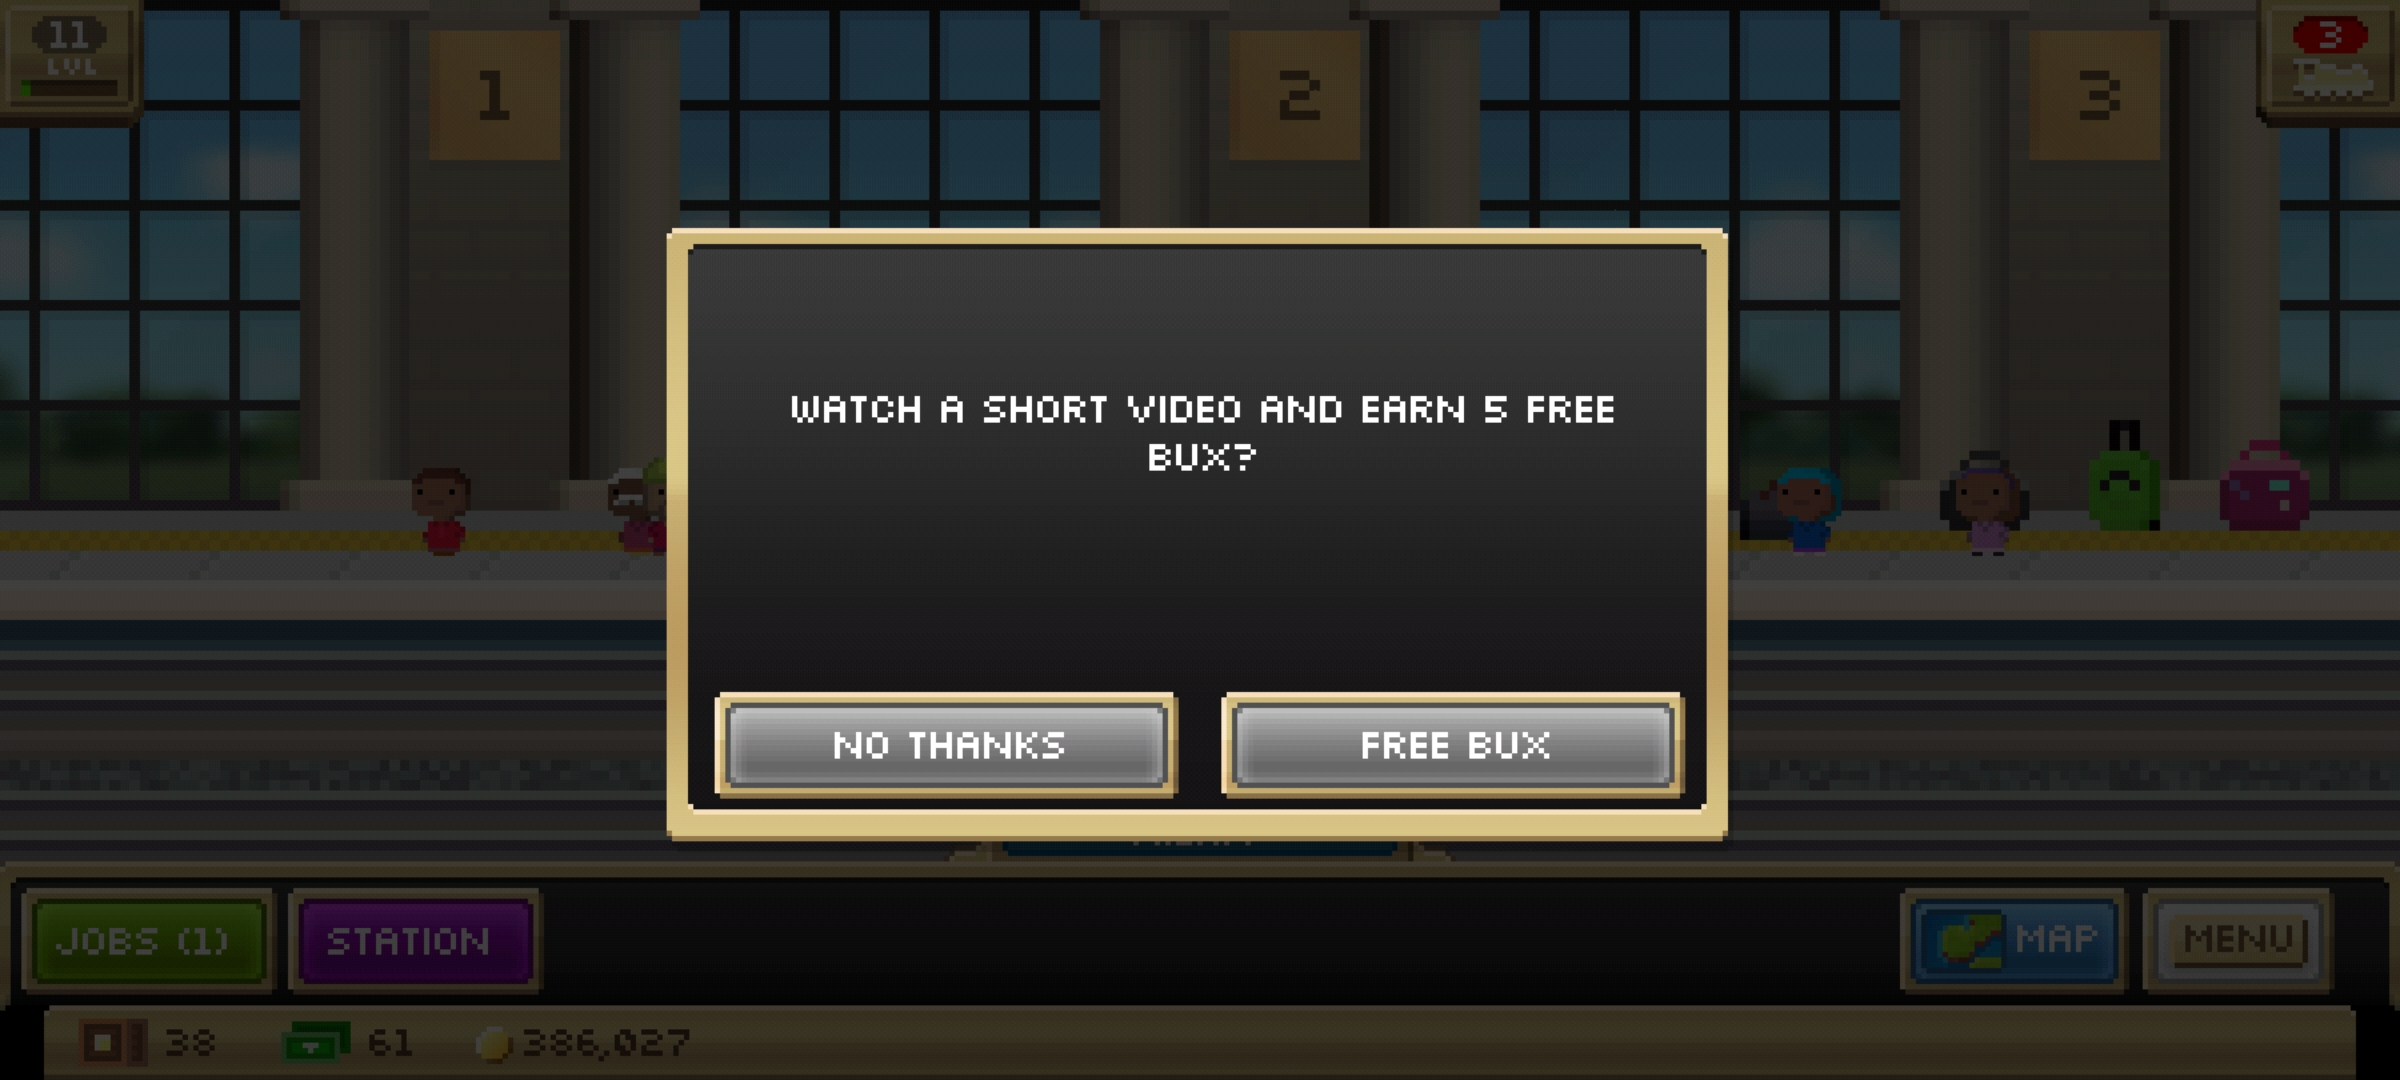 11
LVL
1
2
3
3
WATCH A SHORT VIDEO AND EARN 5 FREE
BUX?
NO THANKS
FREE BUX
JOBS (1)
STATION
MAP
MENU
38
61
386,027